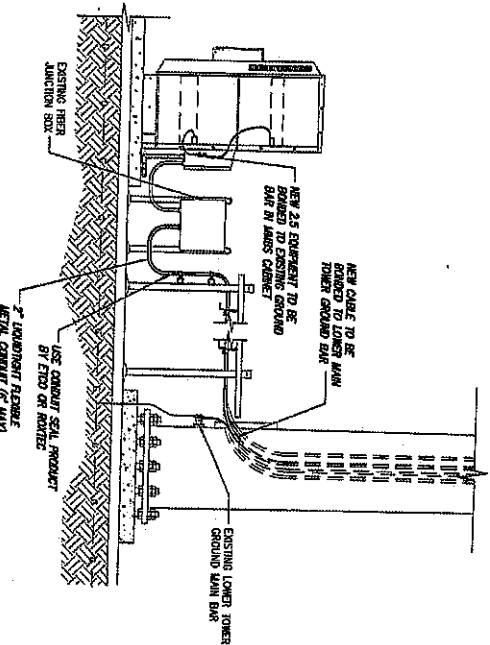 NEW CABLE TO BE
BONDED TO LOWER MAIN
TOWER GROUND BAR
NEW 2.5 EQUIPMENT TO BE
BONDED TO EXISTING GROUND
BAR IN MMBS CABINET
EXISTING FIBER
JUNCTION BOX
EXISTING LOWER TOWER
GROUND MAIN BAR
USE CONDUIT SEAL PRODUCT
BY ETCO OR ROXTEC
2" LIQUIDTIGHT FLEXIBLE
METAL CONDUIT (6' MAX)